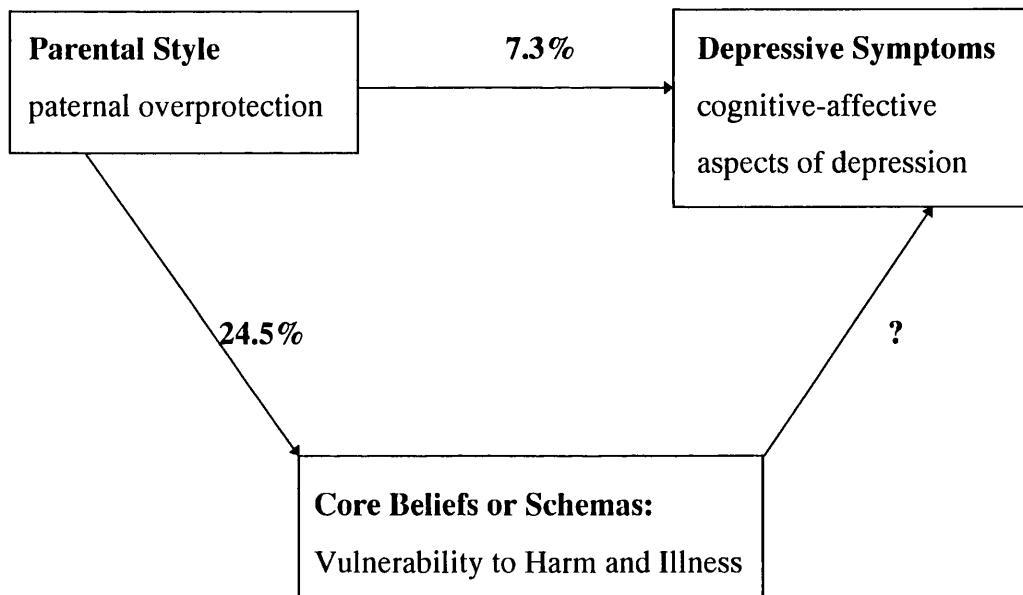 Parental Style
paternal overprotection
7.3%
Depressive Symptoms
cognitive-affective
aspects of depression
24.5%
?
Core Beliefs or Schemas:
Vulnerability to Harm and Illness